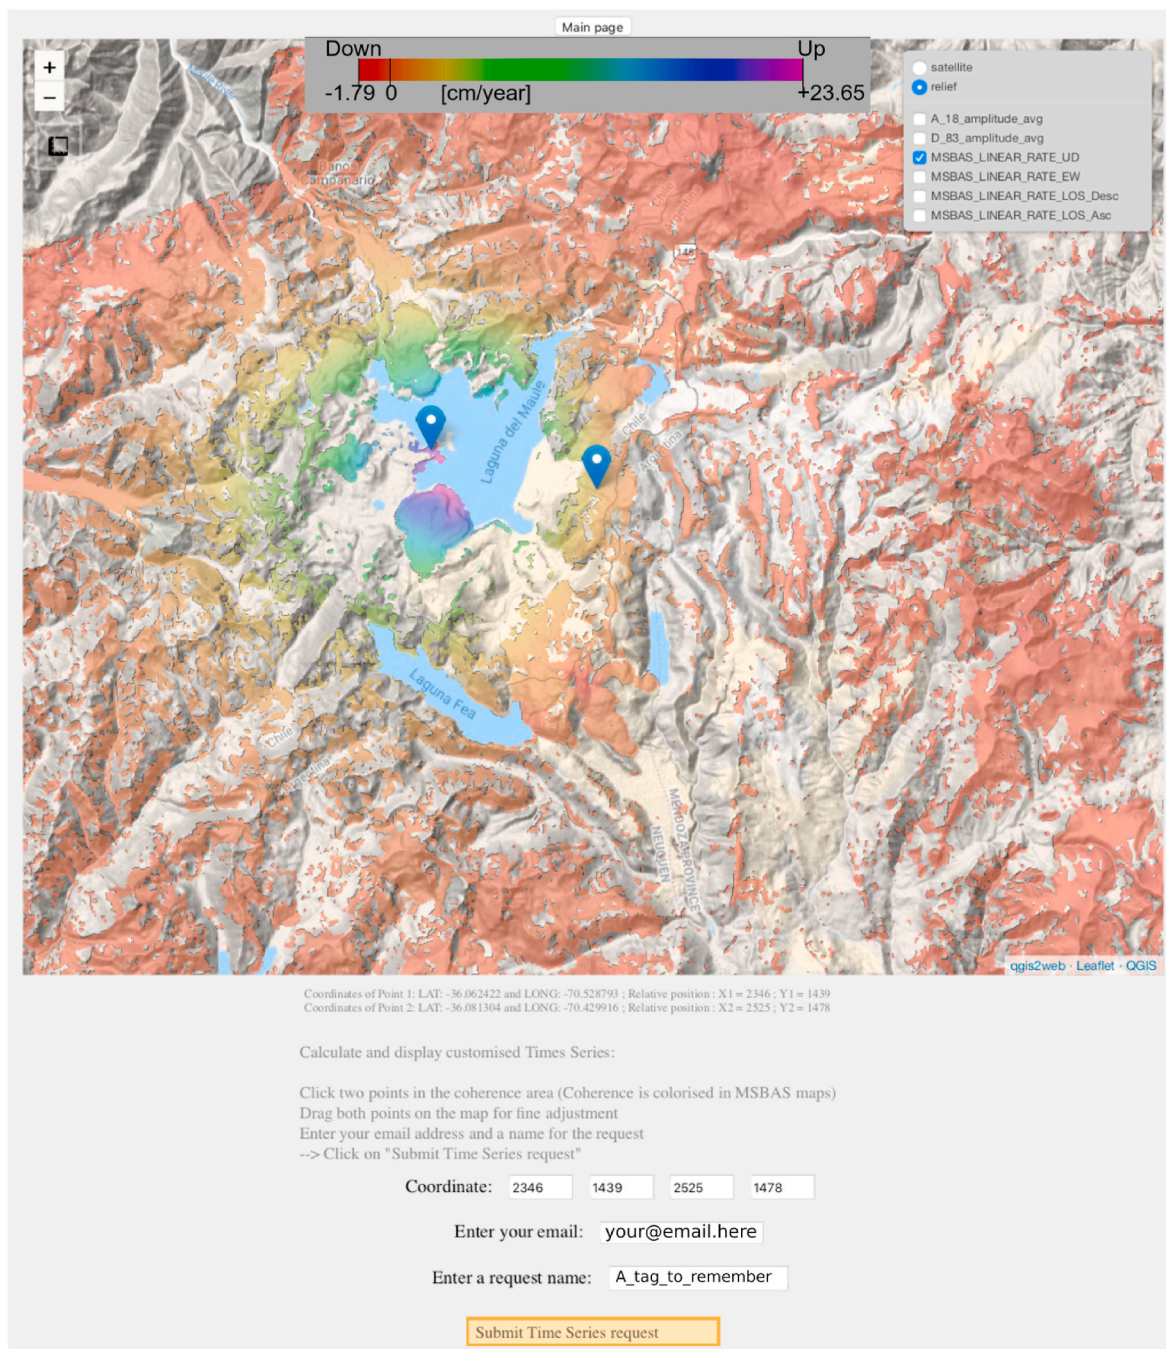 Main page
Down Up
-1.79 0 [cm/year] +23.65
+
−
satellite
relief
A_18_amplitude_avg
D_83_amplitude_avg
MSBAS_LINEAR_RATE_UD
MSBAS_LINEAR_RATE_EW
MSBAS_LINEAR_RATE_LOS_Desc
MSBAS_LINEAR_RATE_LOS_Asc
Banco
Campanario
Laguna del Maule
Chile
Argentina
Laguna Fea
Chile
Argentina
MENDOZA PROVINCE
NEUQUEN
qgis2web · Leaflet · QGIS
Coordinates of Point 1: LAT: -36.062422 and LONG: -70.528793 ; Relative position : X1 = 2346 ; Y1 = 1439
Coordinates of Point 2: LAT: -36.081304 and LONG: -70.429916 ; Relative position : X2 = 2525 ; Y2 = 1478
Calculate and display customised Times Series:
Click two points in the coherence area (Coherence is colorised in MSBAS maps)
Drag both points on the map for fine adjustment
Enter your email address and a name for the request
--> Click on "Submit Time Series request"
Coordinate: 2346 1439 2525 1478
Enter your email: your@email.here
Enter a request name: A_tag_to_remember
Submit Time Series request